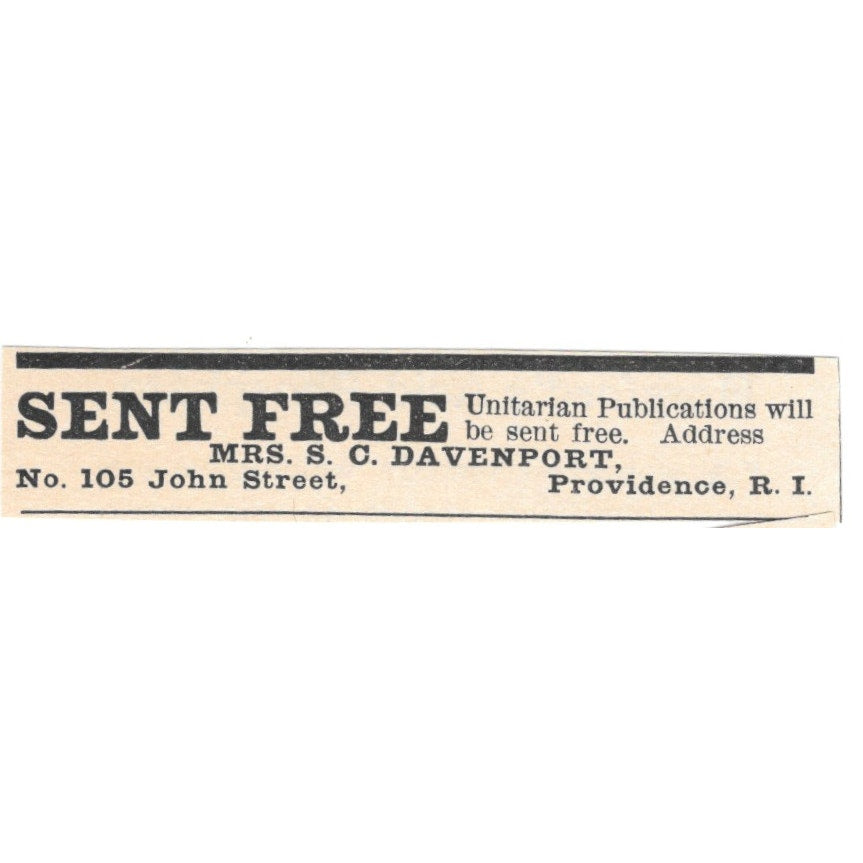 SENT FREE Unitarian Publications will
be sent free. Address
MRS. S. C. DAVENPORT,
No. 105 John Street, Providence, R. I.